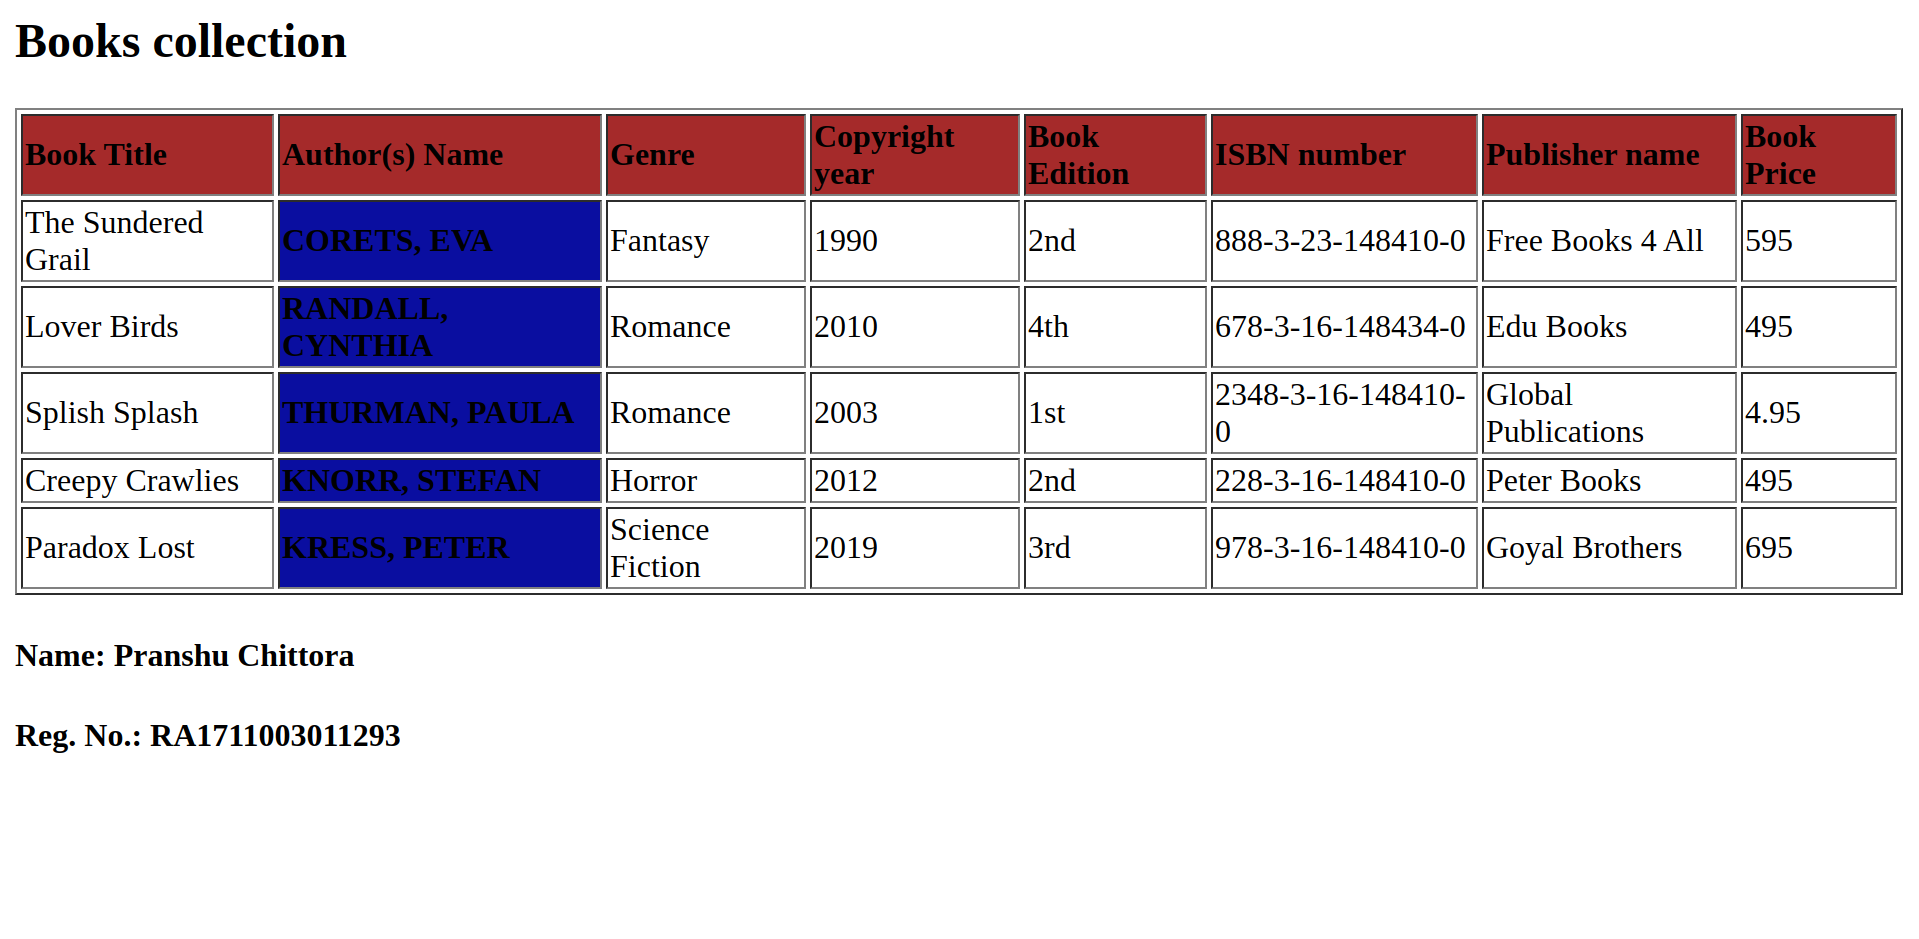 Books collection
Book Title Author(s) Name Genre Copyright year Book Edition ISBN number Publisher name Book Price
The Sundered Grail CORETS, EVA Fantasy 1990 2nd 888-3-23-148410-0 Free Books 4 All 595
Lover Birds RANDALL, CYNTHIA Romance 2010 4th 678-3-16-148434-0 Edu Books 495
Splish Splash THURMAN, PAULA Romance 2003 1st 2348-3-16-148410-0 Global Publications 4.95
Creepy Crawlies KNORR, STEFAN Horror 2012 2nd 228-3-16-148410-0 Peter Books 495
Paradox Lost KRESS, PETER Science Fiction 2019 3rd 978-3-16-148410-0 Goyal Brothers 695
Name: Pranshu Chittora
Reg. No.: RA1711003011293